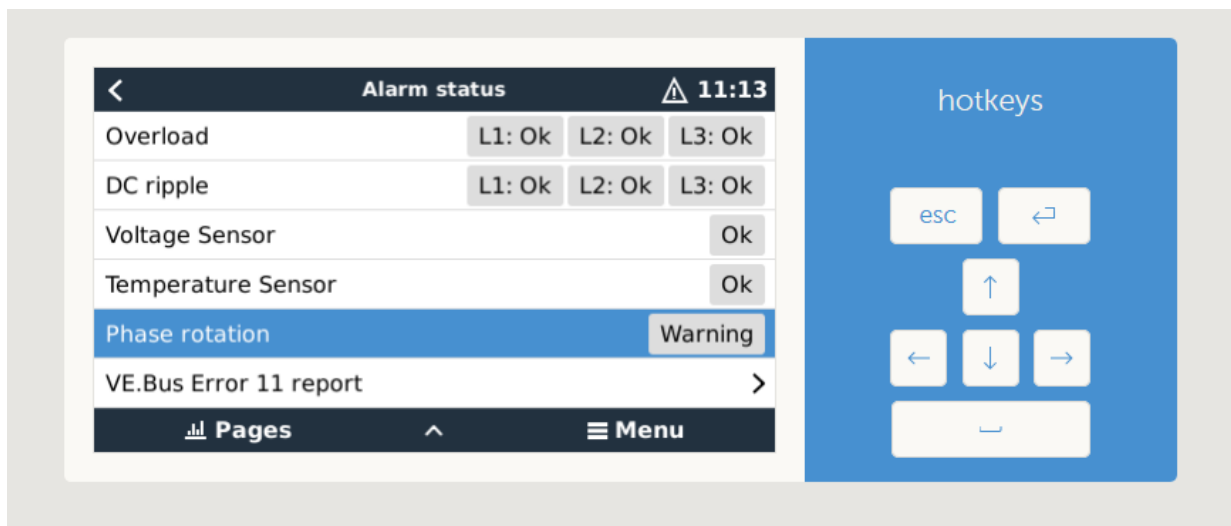 Alarm status 11:13
Overload L1: Ok L2: Ok L3: Ok
DC ripple L1: Ok L2: Ok L3: Ok
Voltage Sensor Ok
Temperature Sensor Ok
Phase rotation Warning
VE.Bus Error 11 report
Pages Menu
hotkeys
esc